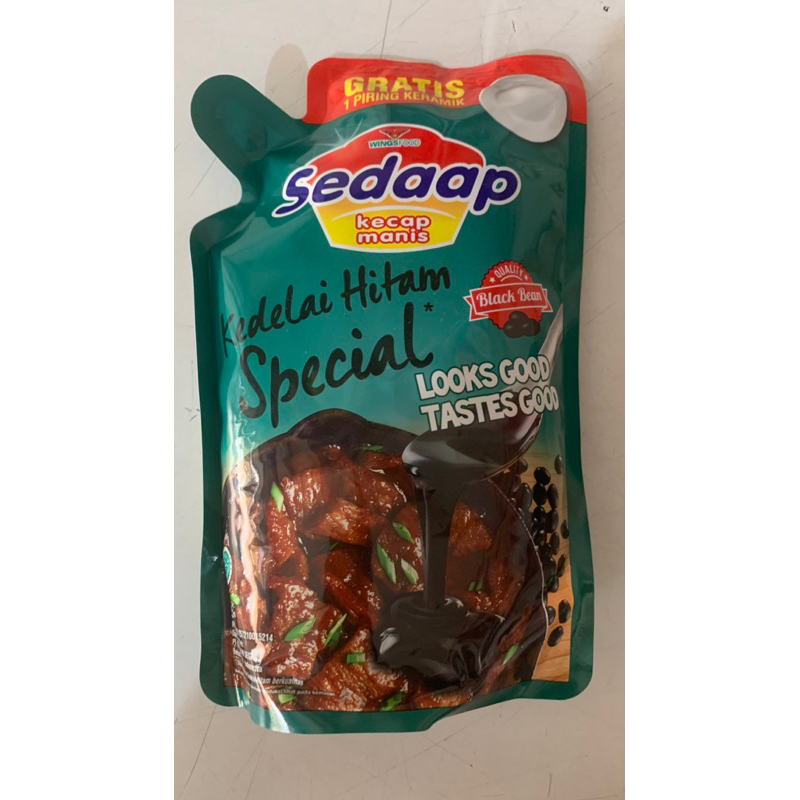 GRATIS
1 PIRING KERAMIK
WINGSFOOD
Sedaap
kecap
manis
Kedelai Hitam
Special*
QUALITY
Black Bean
LOOKS GOOD
TASTES GOOD